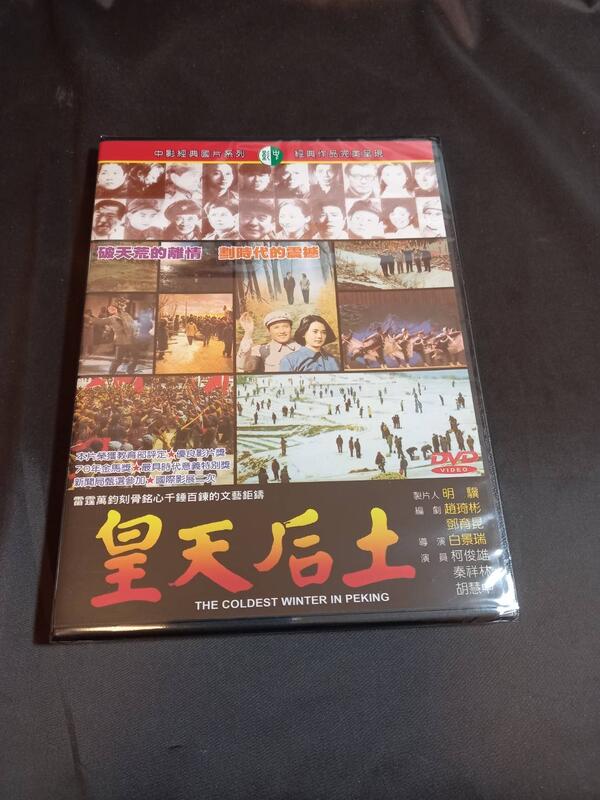 中影經典國片系列 影中 經典作品完美呈現
破天荒的離情 劃時代的震撼
本片榮獲教育部評定★優良影片獎
70年金馬獎★最具時代意義特別獎
新聞局甄選參加★國際影展二次
DVD
VIDEO
雷霆萬鈞刻骨銘心千錘百鍊的文藝鉅鑄
皇天后土
THE COLDEST WINTER IN PEKING
製片人 明驥
編劇 趙琦彬
鄧育昆
導演 白景瑞
演員 柯俊雄
秦祥林
胡慧中